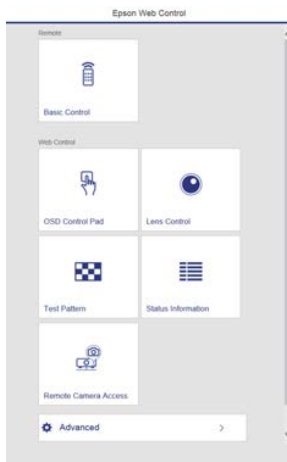 Epson Web Control
Remote
Basic Control
Web Control
OSD Control Pad
Lens Control
Test Pattern
Status Information
Remote Camera Access
Advanced